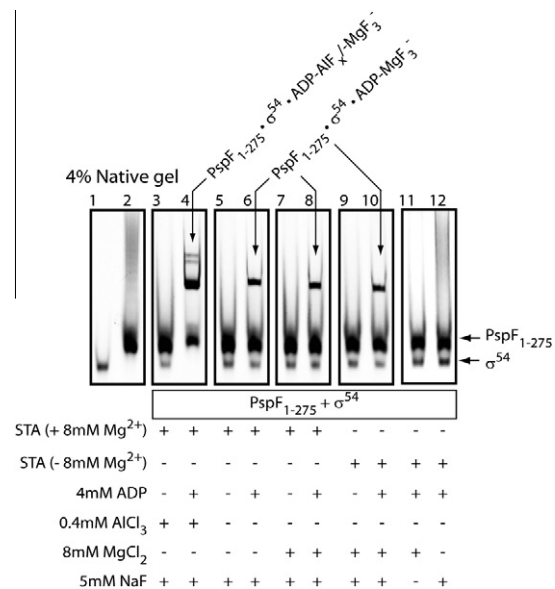 PspF₁₋₂₇₅ • σ⁵⁴ • ADP-AlFₓ/-MgF₃⁻
PspF₁₋₂₇₅ • σ⁵⁴ • ADP-MgF₃⁻
4% Native gel
1 2 3 4 5 6 7 8 9 10 11 12
PspF₁₋₂₇₅
σ⁵⁴
PspF₁₋₂₇₅ + σ⁵⁴
STA (+ 8mM Mg²⁺) + + + + + + - - - -
STA (- 8mM Mg²⁺) - - - - - - + + + +
4mM ADP - + - + - + - + + +
0.4mM AlCl₃ + + - - - - - - - -
8mM MgCl₂ - - - - + + + + + -
5mM NaF + + + + + + + + - +